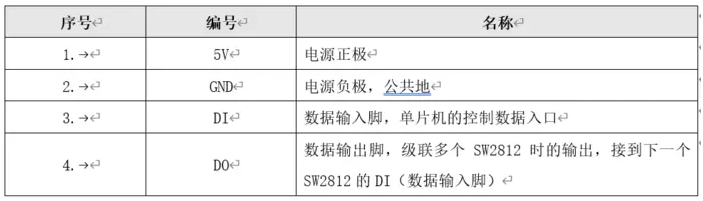 序号 编号 名称
1. 5V 电源正极
2. GND 电源负极，公共地
3. DI 数据输入脚，单片机的控制数据入口
4. DO 数据输出脚，级联多个 SW2812 时的输出，接到下一个
SW2812 的 DI（数据输入脚）